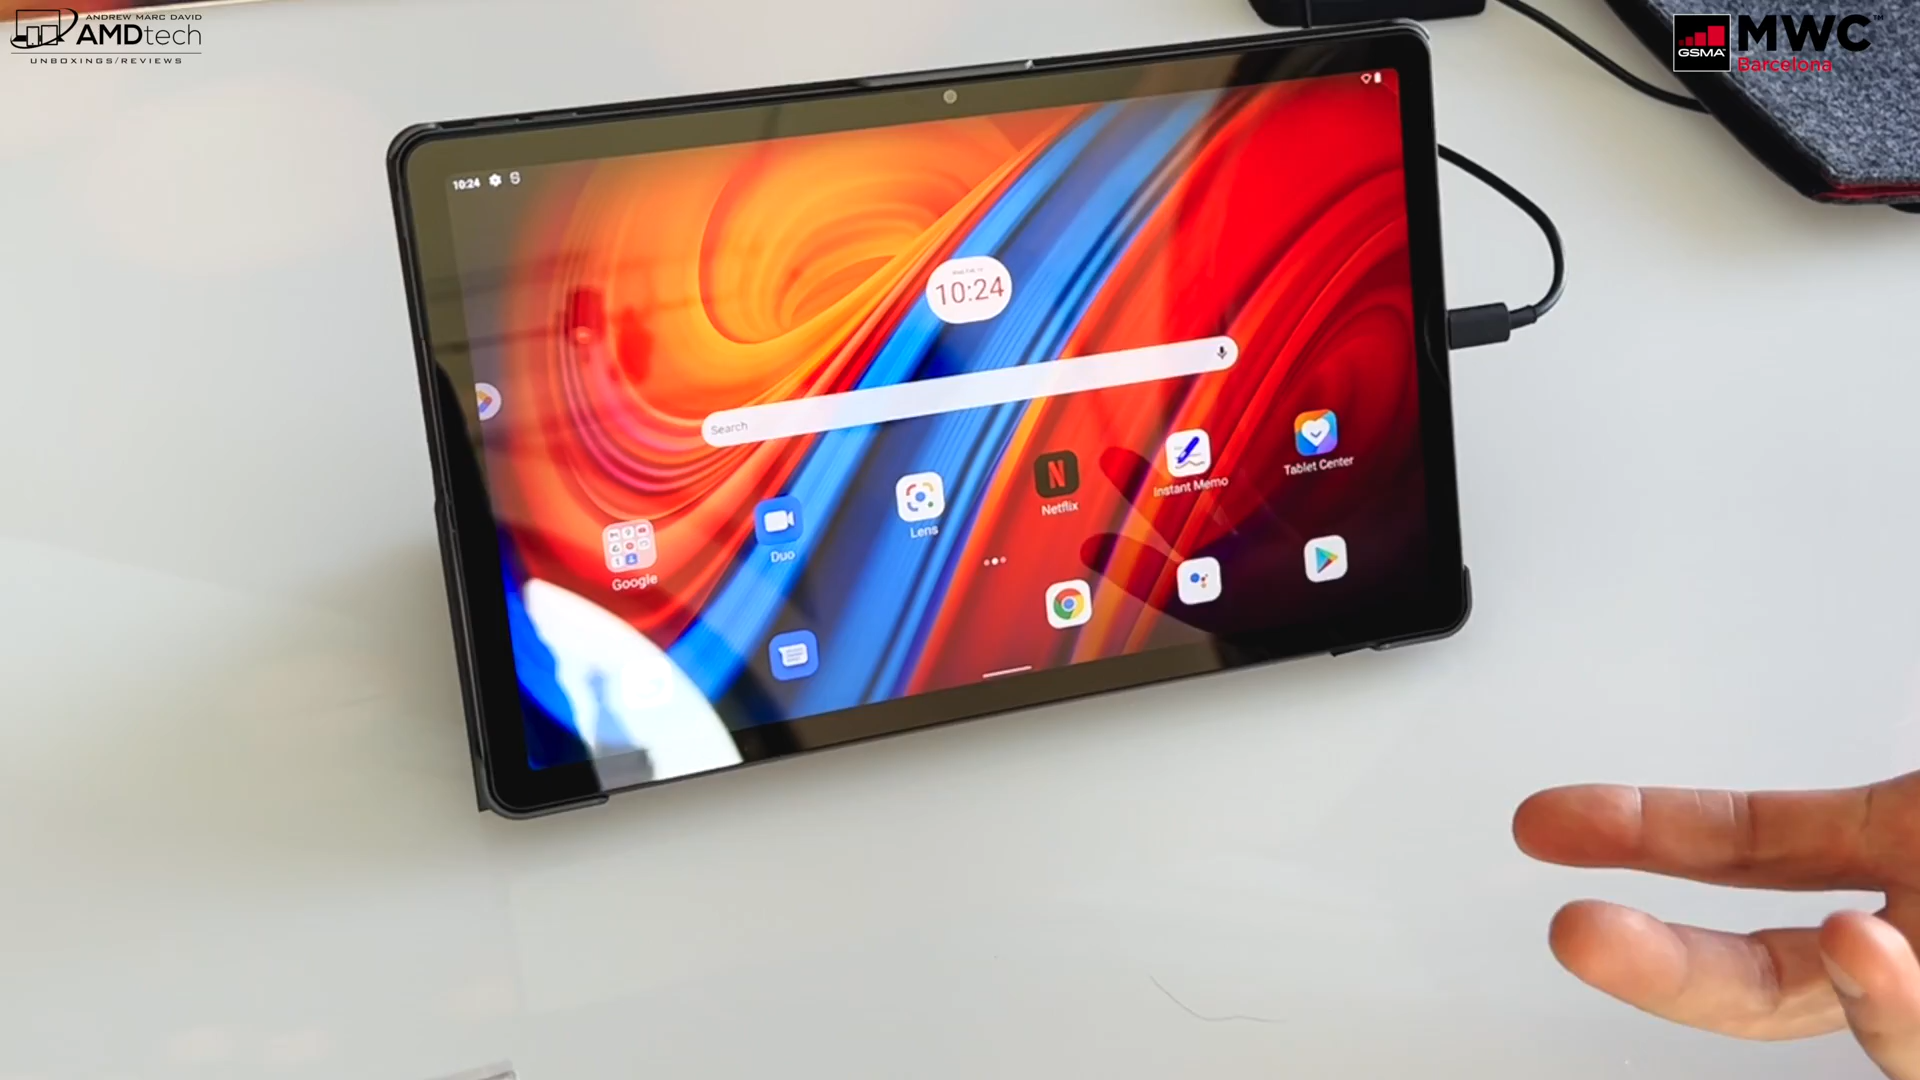 ANDREW MARC DAVID
AMDtech
UNBOXINGS/REVIEWS
GSMA
MWC™
Barcelona
10:24
10:24
Search
Google
Duo
Lens
Netflix
Instant Memo
Tablet Center